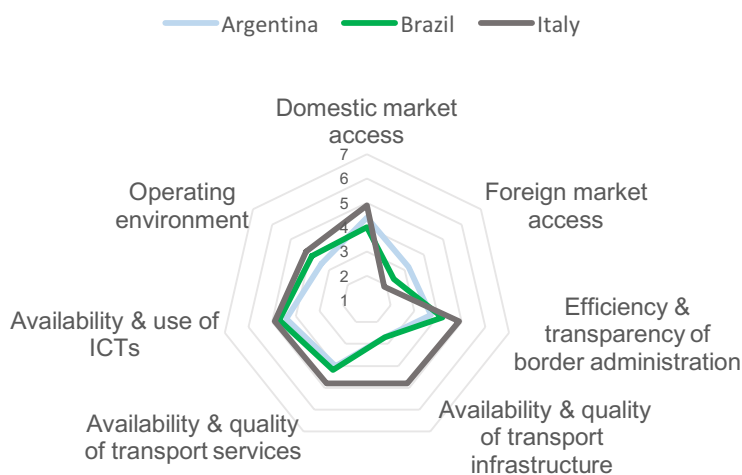 Argentina Brazil Italy
Domestic market
access
7
6
5
4
3
2
1
Operating
environment
Foreign market
access
Availability & use of
ICTs
Efficiency &
transparency of
border administration
Availability & quality
of transport services
Availability & quality
of transport
infrastructure